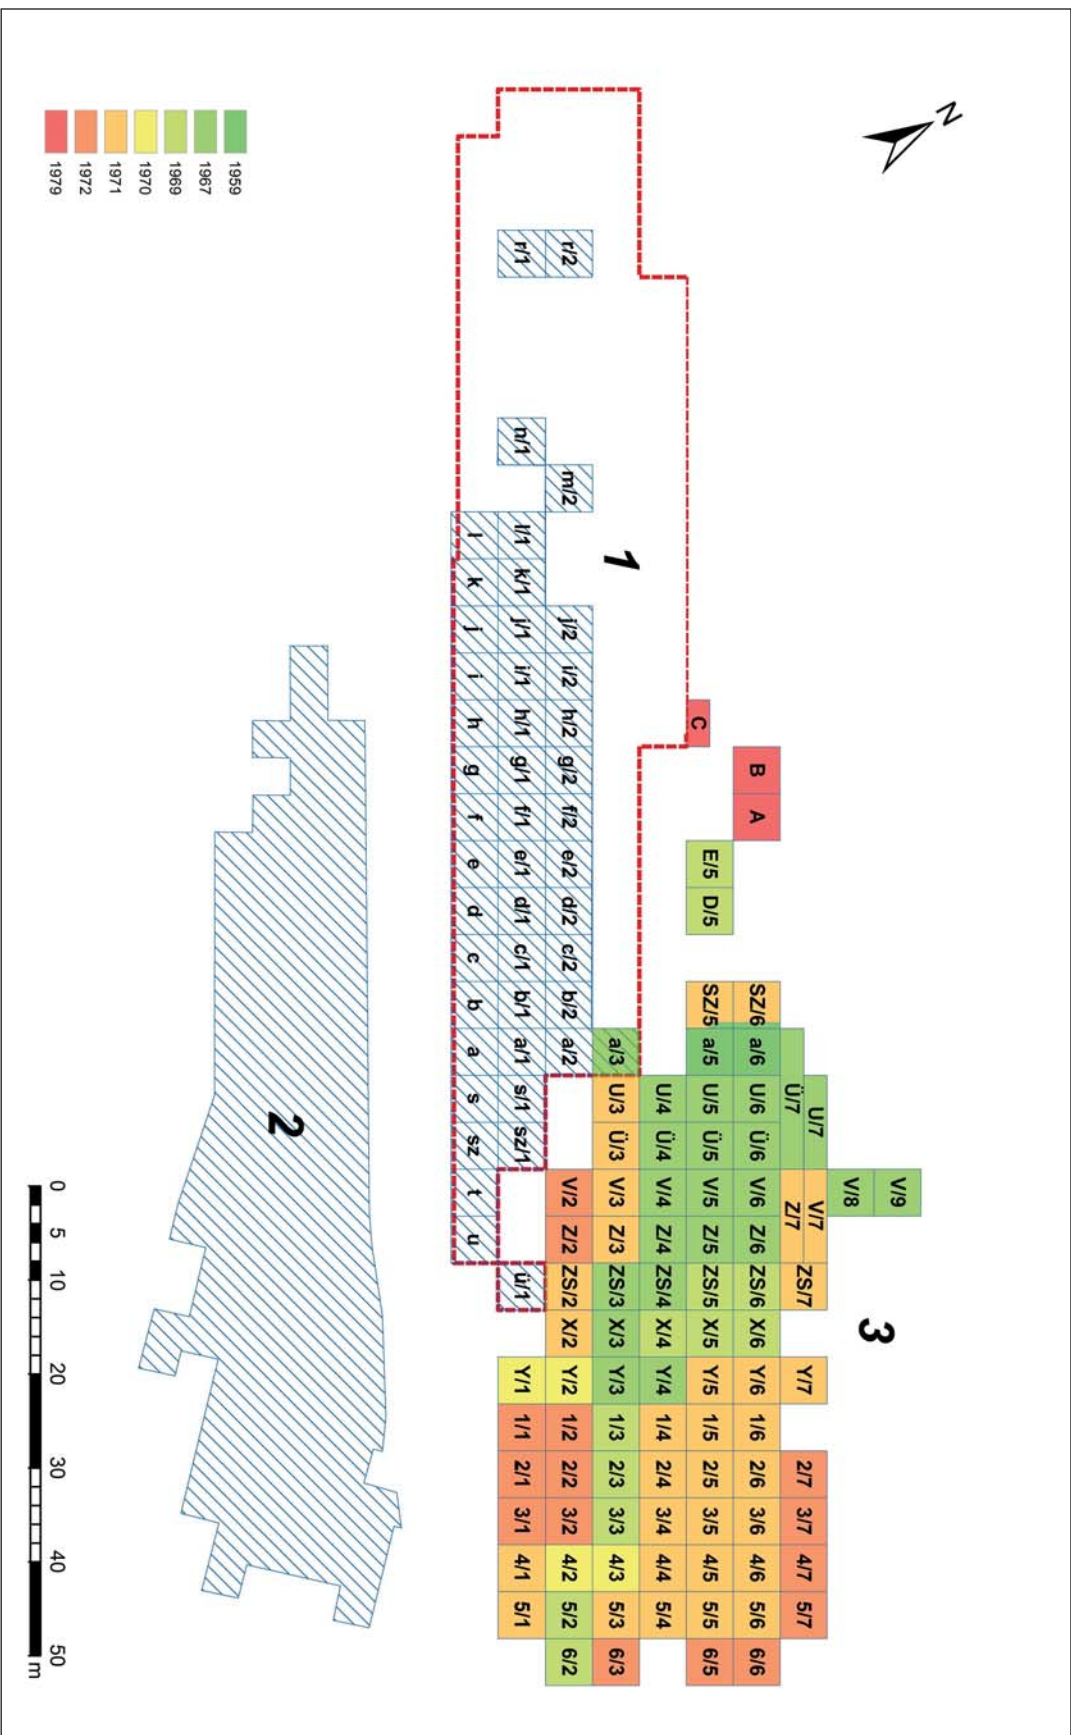 N
V/9
3
V/8
U/7 V/7
Ü/7 Z/7 ZS/7 Y/7 2/7 3/7 4/7 5/7
B A SZ/6 a/6 U/6 Ü/6 V/6 Z/6 ZS/6 X/6 Y/6 1/6 2/6 3/6 4/6 5/6 6/6
C E/5 D/5 SZ/5 a/5 U/5 Ü/5 V/5 Z/5 ZS/5 X/5 Y/5 1/5 2/5 3/5 4/5 5/5 6/5
U/4 Ü/4 V/4 Z/4 ZS/4 X/4 Y/4 1/4 2/4 3/4 4/4 5/4
1 a/3 U/3 Ü/3 V/3 Z/3 ZS/3 X/3 Y/3 1/3 2/3 3/3 4/3 5/3 6/3
r/2 m/2 j/2 i/2 h/2 g/2 f/2 e/2 d/2 c/2 b/2 a/2 V/2 Z/2 ZS/2 X/2 Y/2 1/2 2/2 3/2 4/2 5/2 6/2
r/1 n/1 l/1 k/1 j/1 i/1 h/1 g/1 f/1 e/1 d/1 c/1 b/1 a/1 s/1 sz/1 ü/1 Y/1 1/1 2/1 3/1 4/1 5/1
l k j i h g f e d c b a s sz t u
2
1959
1967
1969
1970
1971
1972
1979
0 5 10 20 30 40 50
m